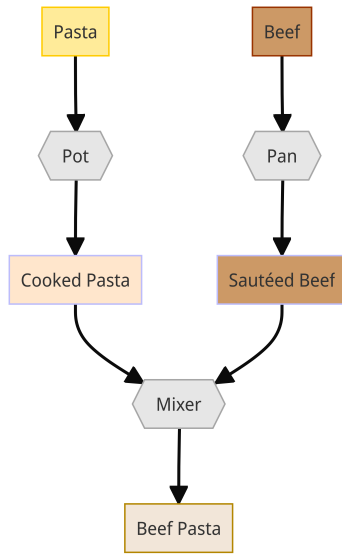 Pasta
Beef
Pot
Pan
Cooked Pasta
Sautéed Beef
Mixer
Beef Pasta